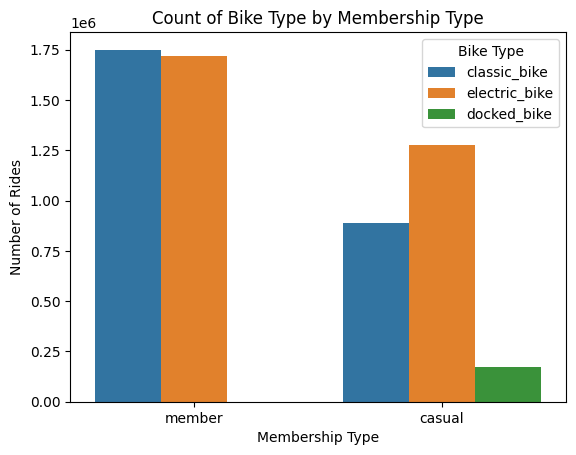 Count of Bike Type by Membership Type
1e6
1.75
1.50
1.25
1.00
0.75
0.50
0.25
0.00
Number of Rides
Bike Type
classic_bike
electric_bike
docked_bike
member
casual
Membership Type